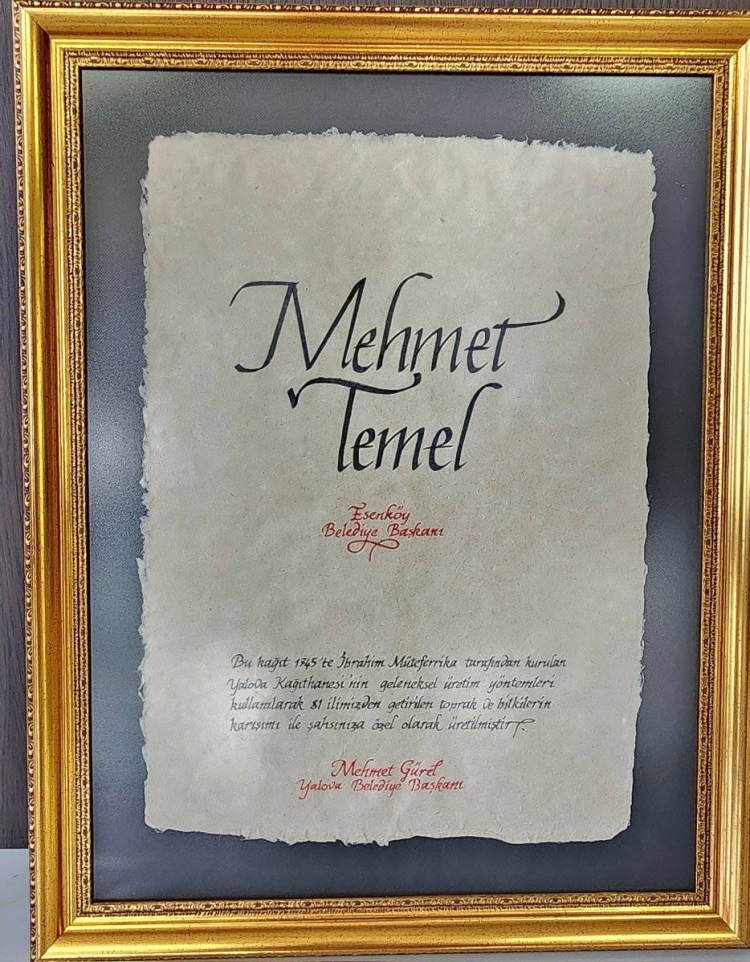 Mehmet
Temel
Esenköy
Belediye Başkanı
Bu kağıt 1745'te İbrahim Müteferrika tarafından kurulan
Yalova Kağıthanesi'nin geleneksel üretim yöntemleri
kullanılarak 81 ilimizden getirilen toprak ve bitkilerin
karışımı ile şahsınıza özel olarak üretilmiştir.
Mehmet Gürel
Yalova Belediye Başkanı